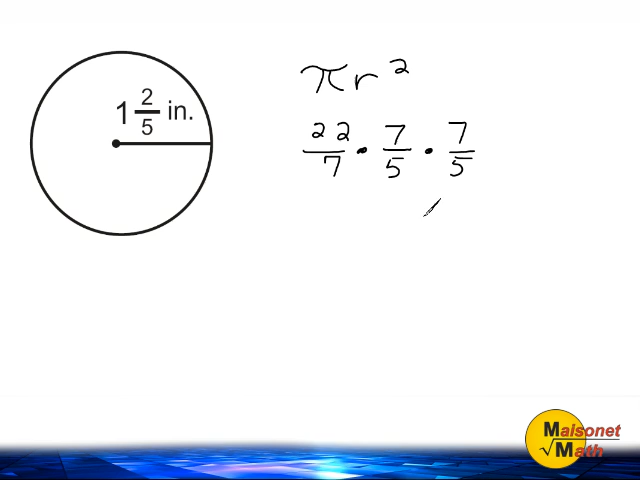 1 2/5 in.
πr²
22/7 · 7/5 · 7/5
Maisonet
√Math